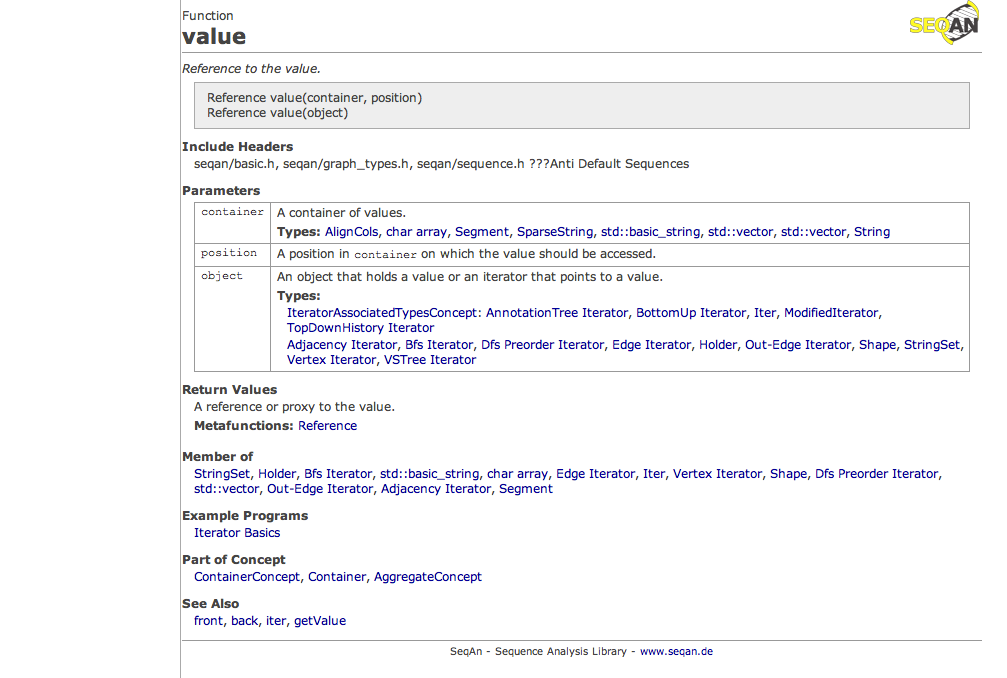 Function
SEQAN
value
Reference to the value.
Reference value(container, position)
Reference value(object)
Include Headers
seqan/basic.h, seqan/graph_types.h, seqan/sequence.h ???Anti Default Sequences
Parameters
container A container of values.
Types: AlignCols, char array, Segment, SparseString, std::basic_string, std::vector, std::vector, String
position A position in container on which the value should be accessed.
object An object that holds a value or an iterator that points to a value.
Types:
IteratorAssociatedTypesConcept: AnnotationTree Iterator, BottomUp Iterator, Iter, ModifiedIterator,
TopDownHistory Iterator
Adjacency Iterator, Bfs Iterator, Dfs Preorder Iterator, Edge Iterator, Holder, Out-Edge Iterator, Shape, StringSet,
Vertex Iterator, VSTree Iterator
Return Values
A reference or proxy to the value.
Metafunctions: Reference
Member of
StringSet, Holder, Bfs Iterator, std::basic_string, char array, Edge Iterator, Iter, Vertex Iterator, Shape, Dfs Preorder Iterator,
std::vector, Out-Edge Iterator, Adjacency Iterator, Segment
Example Programs
Iterator Basics
Part of Concept
ContainerConcept, Container, AggregateConcept
See Also
front, back, iter, getValue
SeqAn - Sequence Analysis Library - www.seqan.de